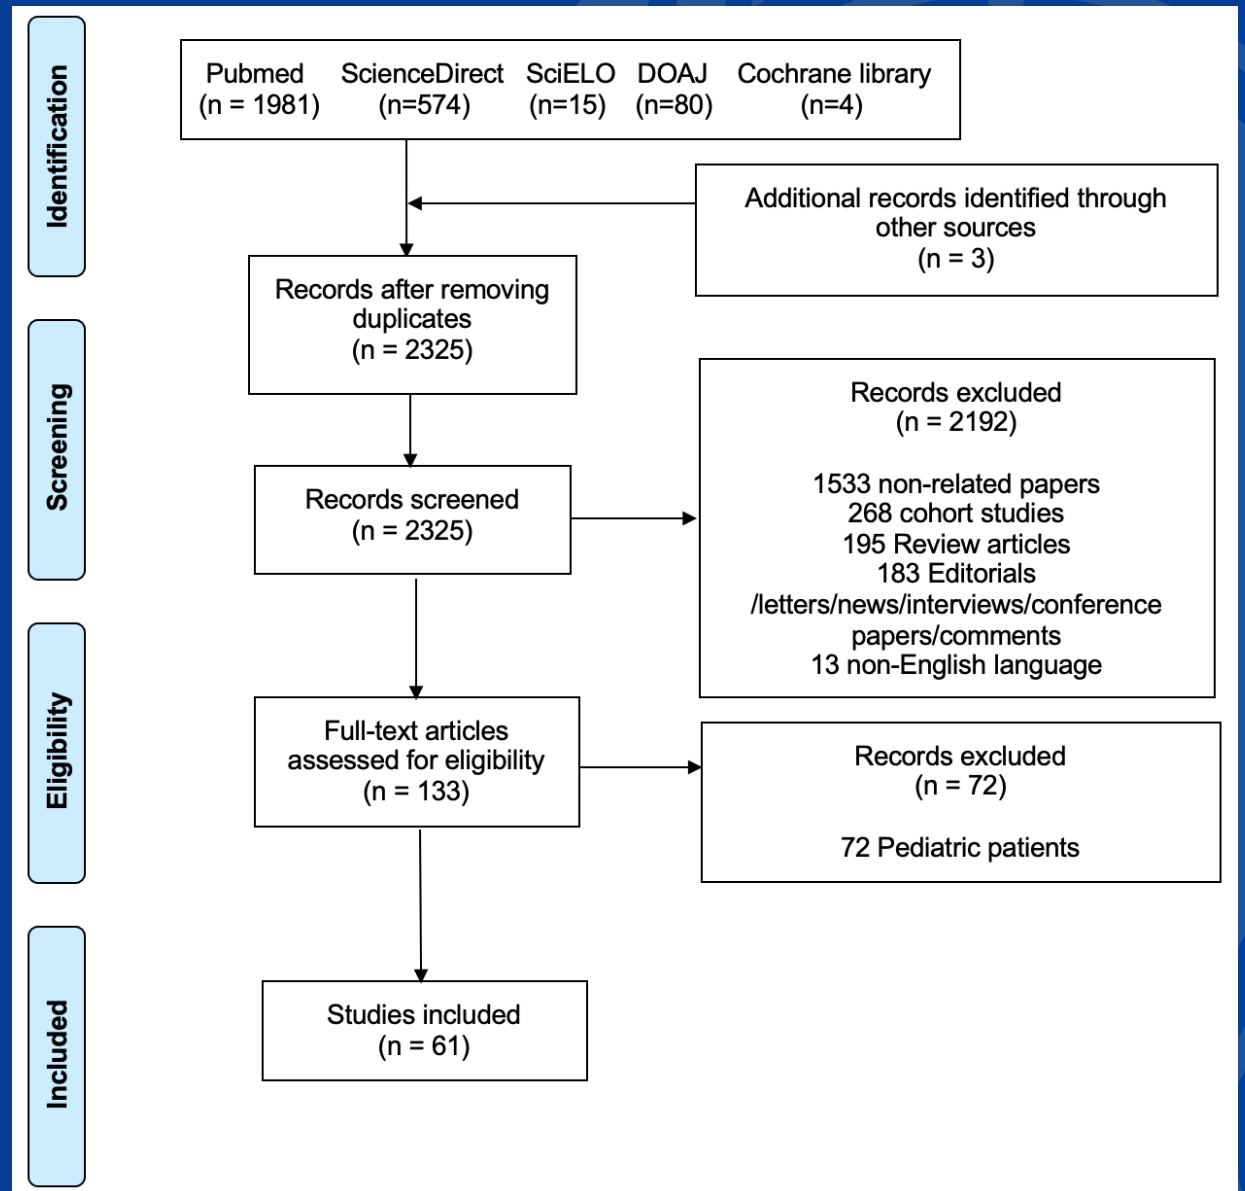 Identification
Pubmed ScienceDirect SciELO DOAJ Cochrane library
(n = 1981) (n=574) (n=15) (n=80) (n=4)
Additional records identified through
other sources
(n = 3)
Records after removing
duplicates
(n = 2325)
Screening
Records screened
(n = 2325)
Records excluded
(n = 2192)
1533 non-related papers
268 cohort studies
195 Review articles
183 Editorials
/letters/news/interviews/conference
papers/comments
13 non-English language
Eligibility
Full-text articles
assessed for eligibility
(n = 133)
Records excluded
(n = 72)
72 Pediatric patients
Included
Studies included
(n = 61)